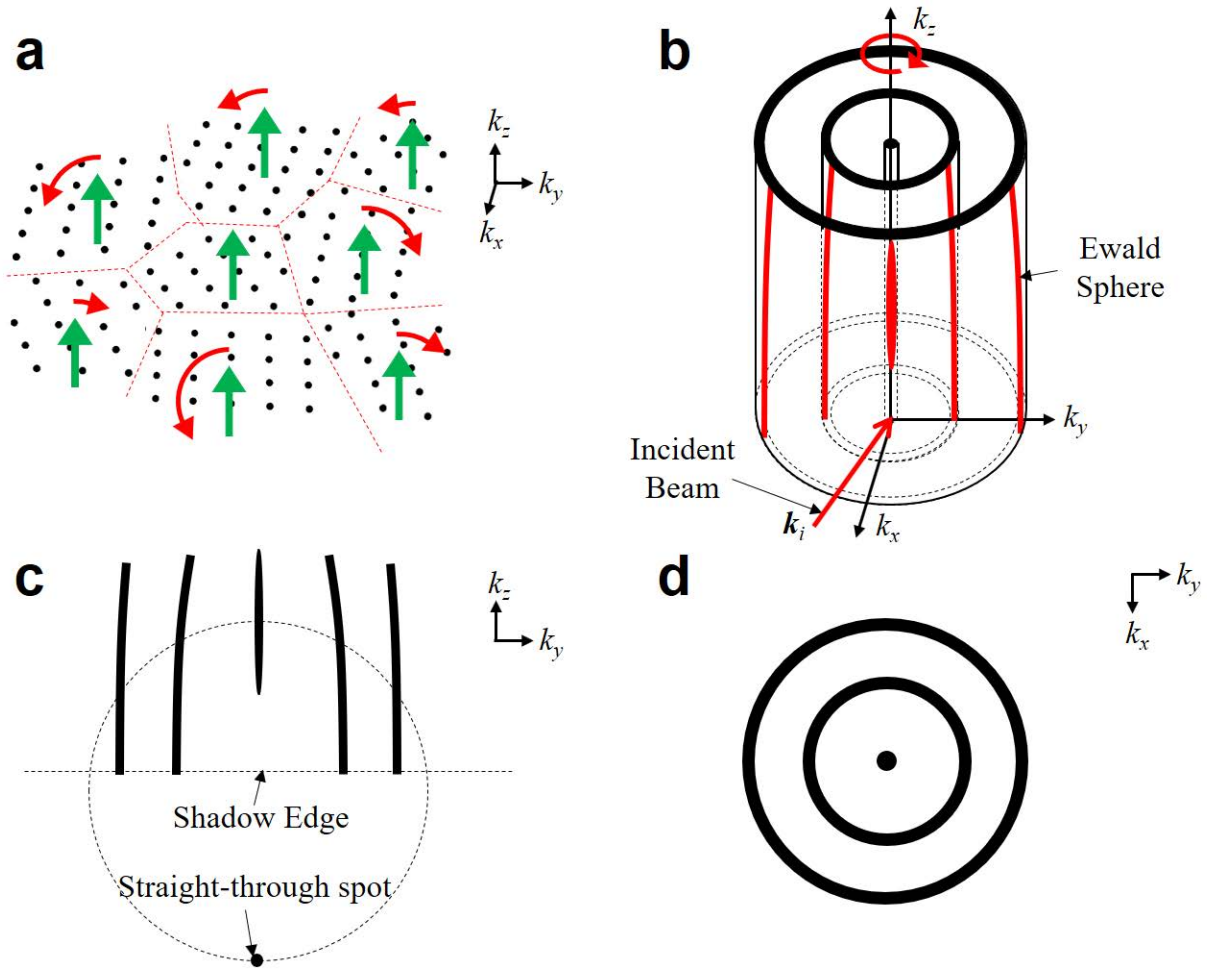 a
k_z
k_y
k_x
b
k_z
Ewald
Sphere
k_y
Incident
Beam
k_i
k_x
c
k_z
k_y
Shadow Edge
Straight-through spot
d
k_y
k_x